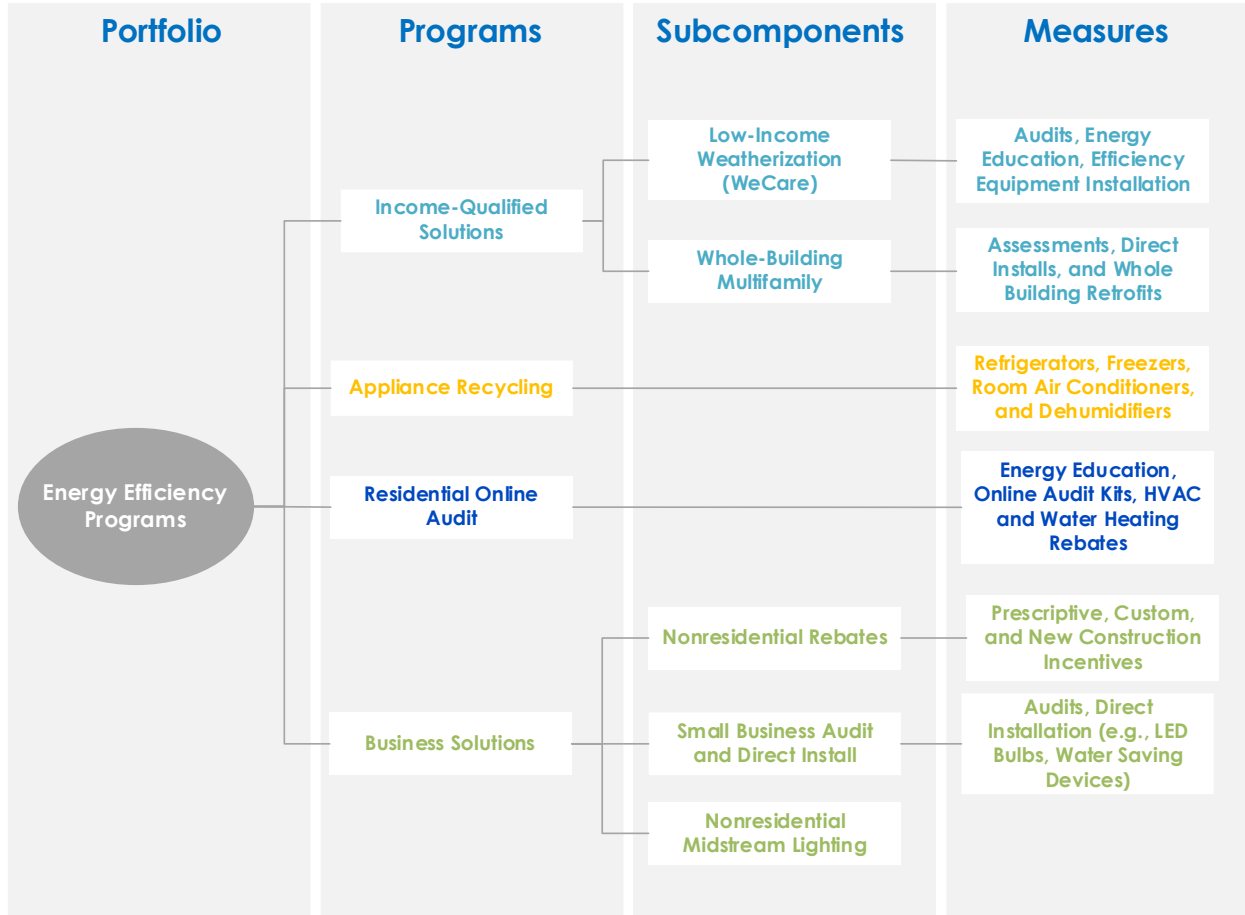 Portfolio
Programs
Subcomponents
Measures
Energy Efficiency
Programs
Income-Qualified
Solutions
Low-Income
Weatherization
(WeCare)
Audits, Energy
Education, Efficiency
Equipment Installation
Whole-Building
Multifamily
Assessments, Direct
Installs, and Whole
Building Retrofits
Appliance Recycling
Refrigerators, Freezers,
Room Air Conditioners,
and Dehumidifiers
Residential Online
Audit
Energy Education,
Online Audit Kits, HVAC
and Water Heating
Rebates
Business Solutions
Nonresidential Rebates
Prescriptive, Custom,
and New Construction
Incentives
Small Business Audit
and Direct Install
Audits, Direct
Installation (e.g., LED
Bulbs, Water Saving
Devices)
Nonresidential
Midstream Lighting